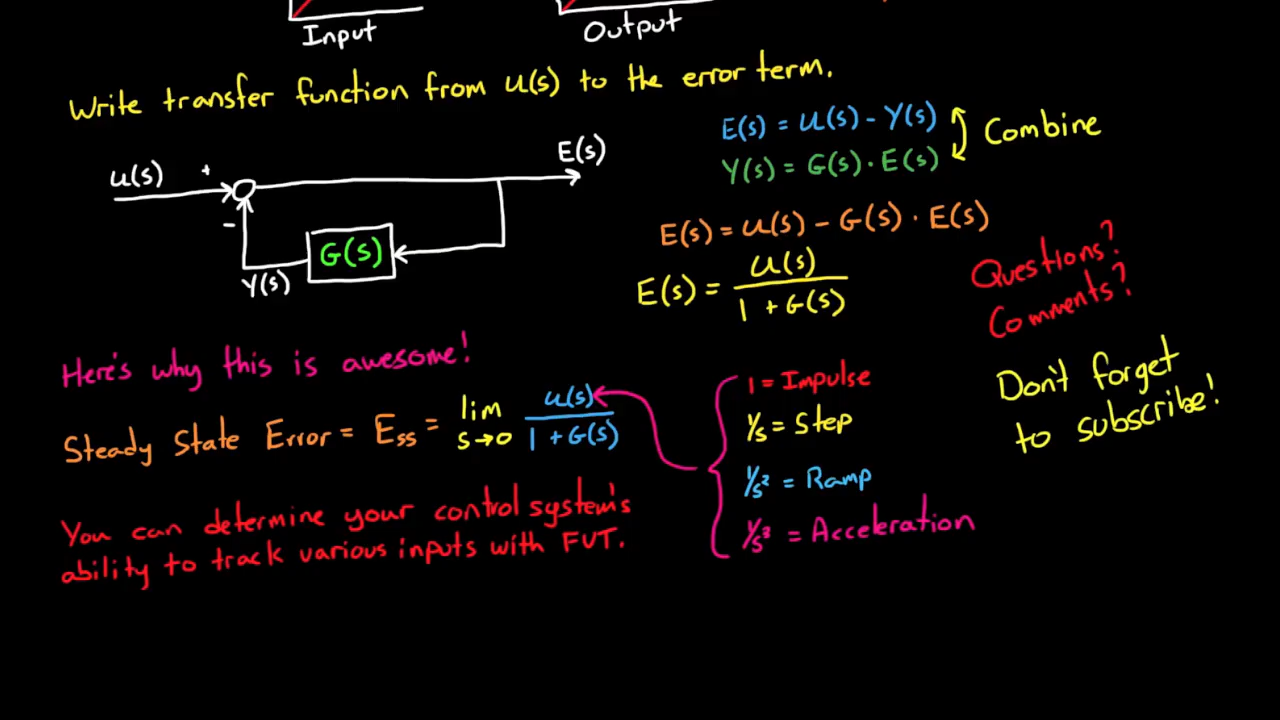 Input
Output
Write transfer function from U(s) to the error term.
U(s)
+
E(s)
-
G(s)
Y(s)
E(s) = U(s) - Y(s)
Y(s) = G(s) · E(s)
Combine
E(s) = U(s) - G(s) · E(s)
E(s) = U(s) / 1 + G(s)
Questions?
Comments?
Don't forget
to subscribe!
Here's why this is awesome!
Steady State Error = Ess = lim s→0 U(s) / 1 + G(s)
1 = Impulse
1/s = Step
1/s² = Ramp
1/s³ = Acceleration
You can determine your control system's
ability to track various inputs with FVT.